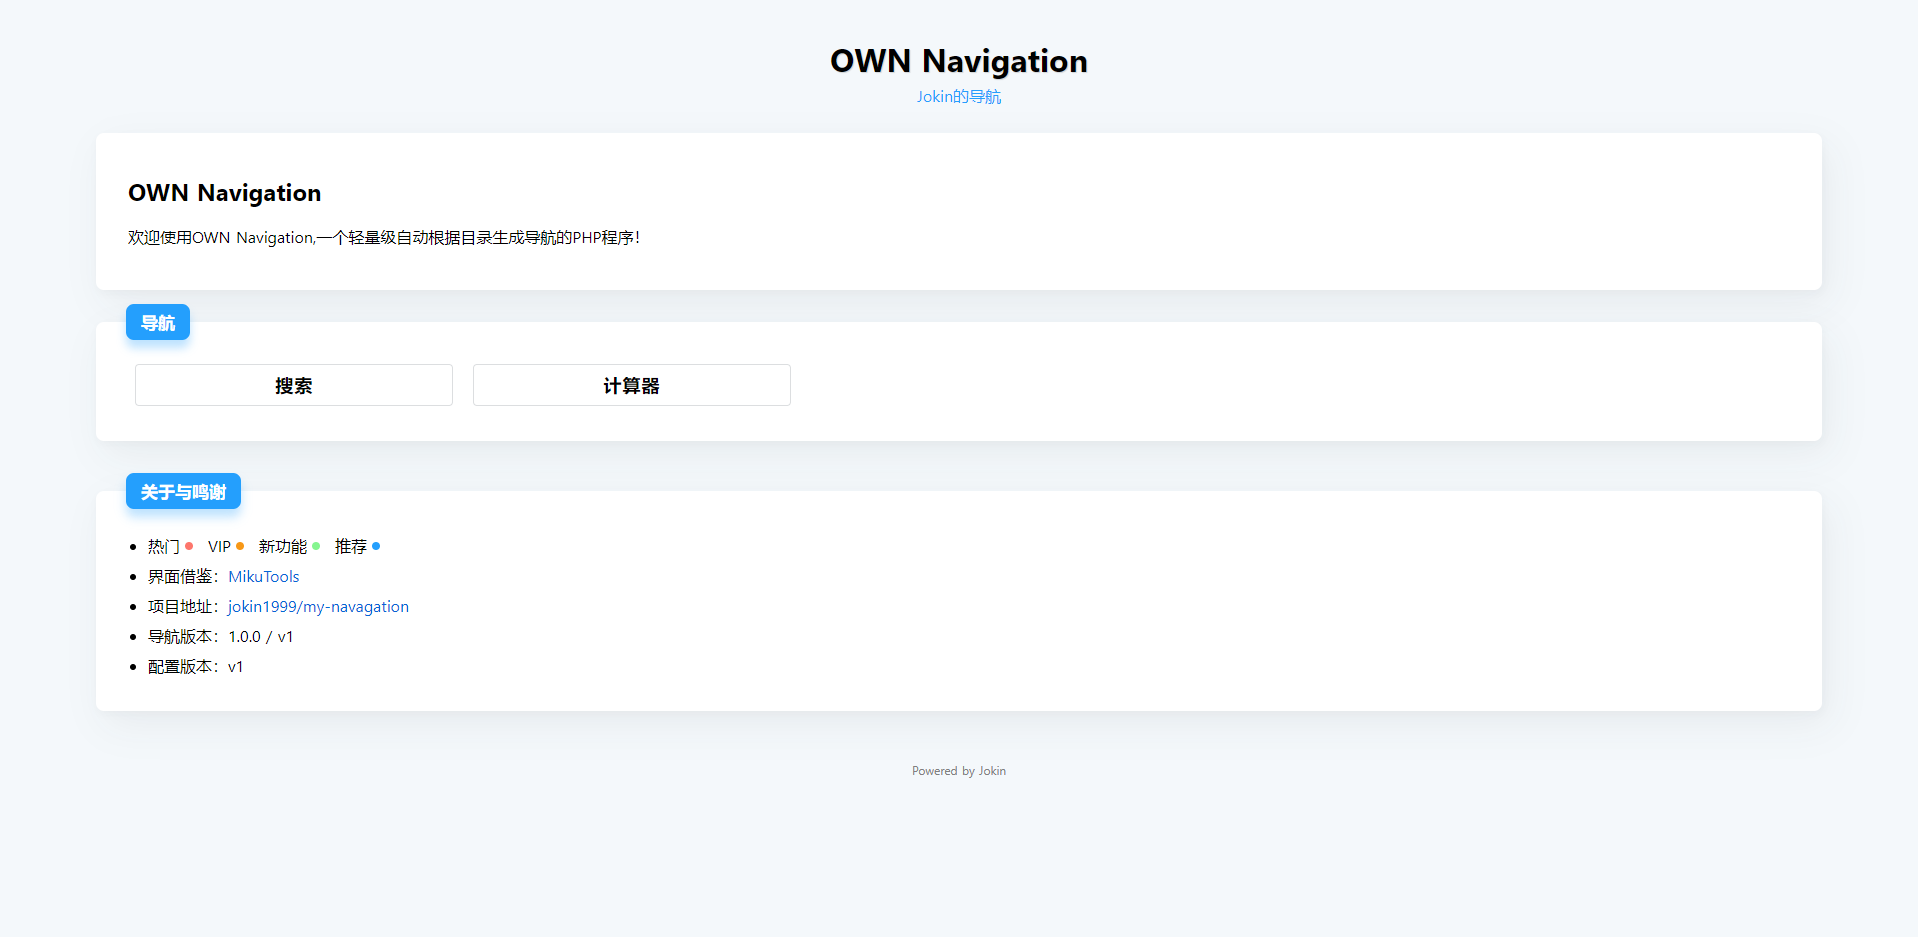 OWN Navigation
Jokin的导航
OWN Navigation
欢迎使用OWN Navigation,一个轻量级自动根据目录生成导航的PHP程序！
导航
搜索 计算器
关于与鸣谢
热门 VIP 新功能 推荐
界面借鉴：MikuTools
项目地址：jokin1999/my-navagation
导航版本：1.0.0 / v1
配置版本：v1
Powered by Jokin